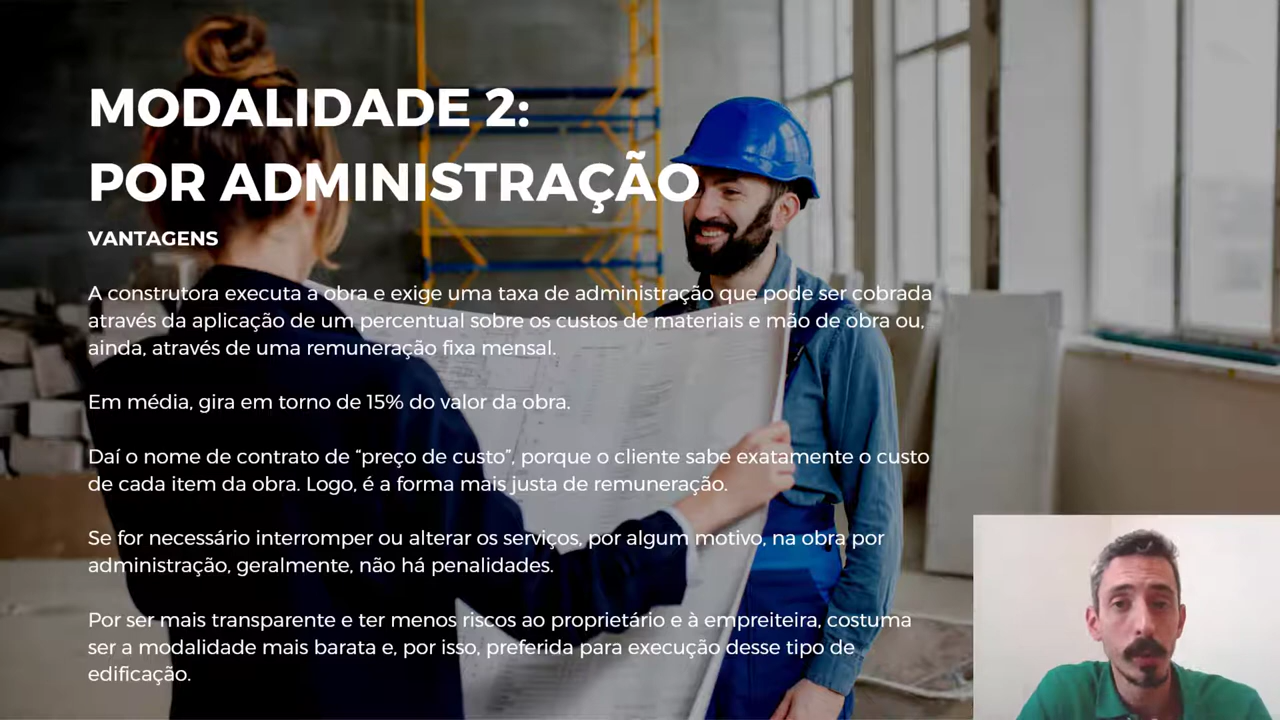 MODALIDADE 2:
POR ADMINISTRAÇÃO
VANTAGENS
A construtora executa a obra e exige uma taxa de administração que pode ser cobrada
através da aplicação de um percentual sobre os custos de materiais e mão de obra ou,
ainda, através de uma remuneração fixa mensal.
Em média, gira em torno de 15% do valor da obra.
Daí o nome de contrato de “preço de custo”, porque o cliente sabe exatamente o custo
de cada item da obra. Logo, é a forma mais justa de remuneração.
Se for necessário interromper ou alterar os serviços, por algum motivo, na obra por
administração, geralmente, não há penalidades.
Por ser mais transparente e ter menos riscos ao proprietário e à empreiteira, costuma
ser a modalidade mais barata e, por isso, preferida para execução desse tipo de
edificação.